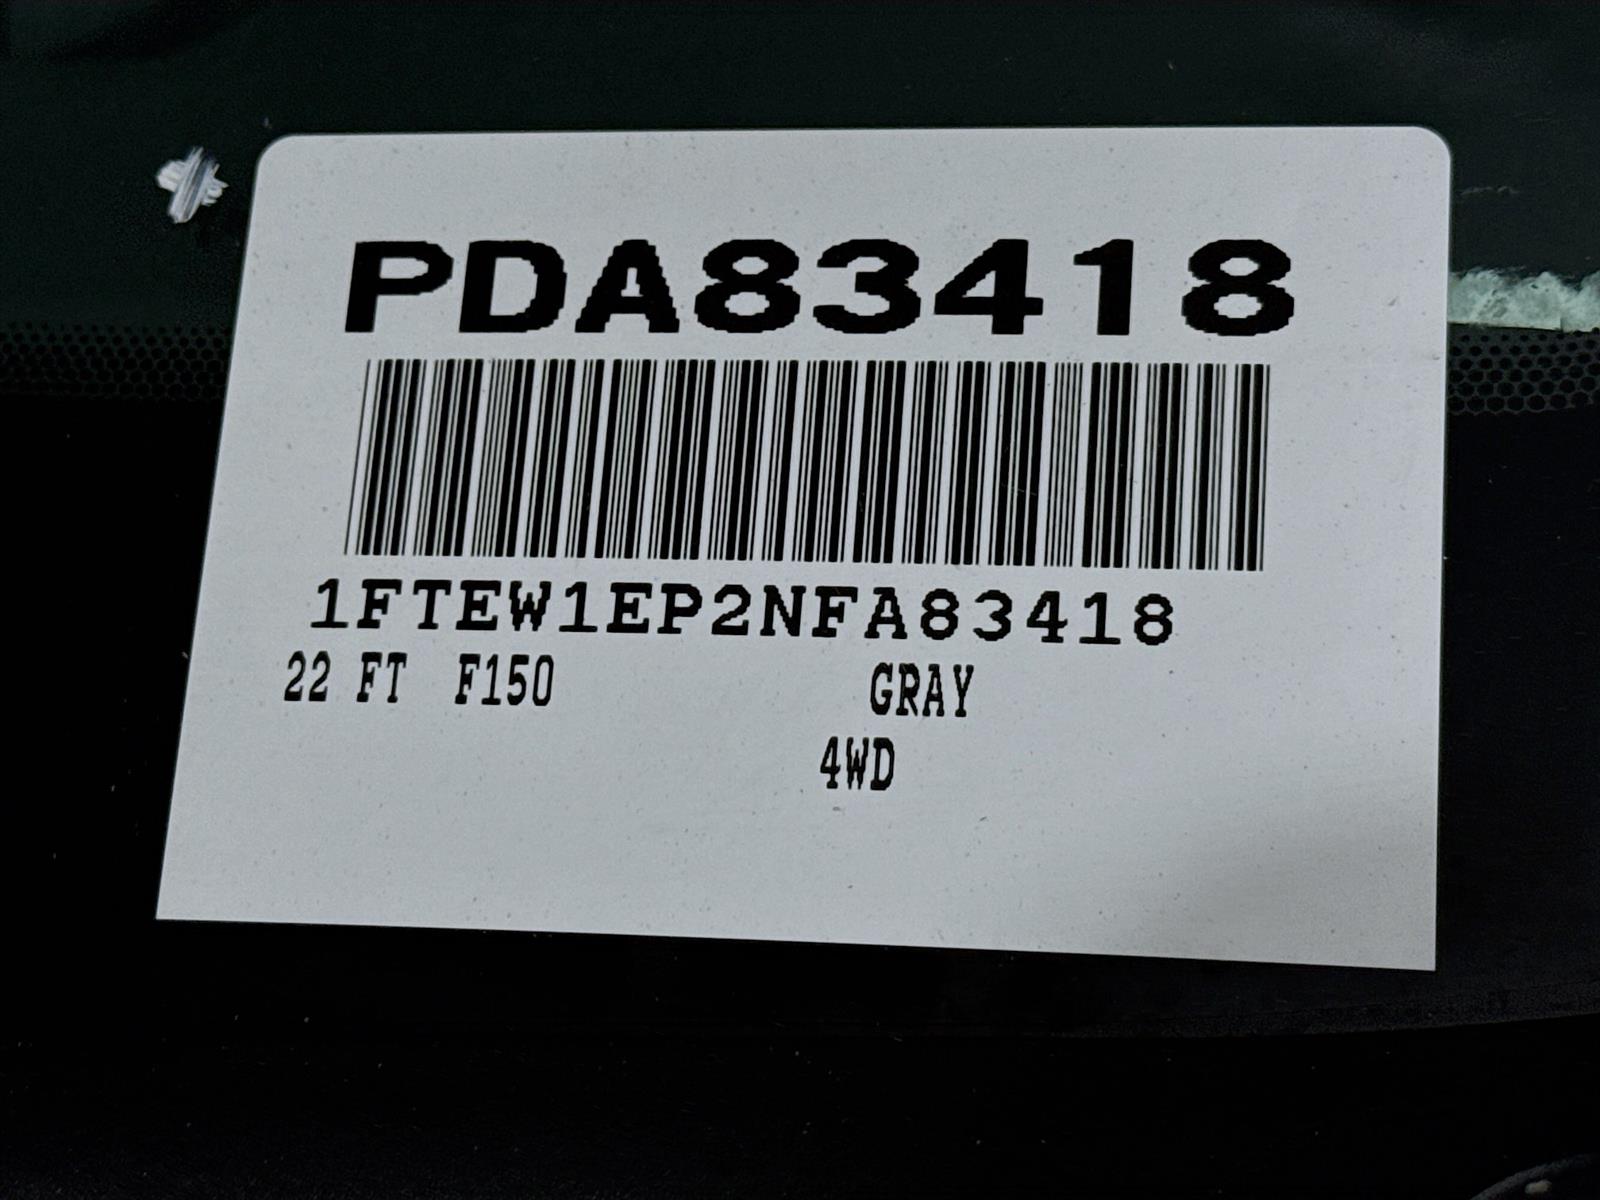 PDA83418
1FTEW1EP2NFA83418
22 FT F150 GRAY
4WD